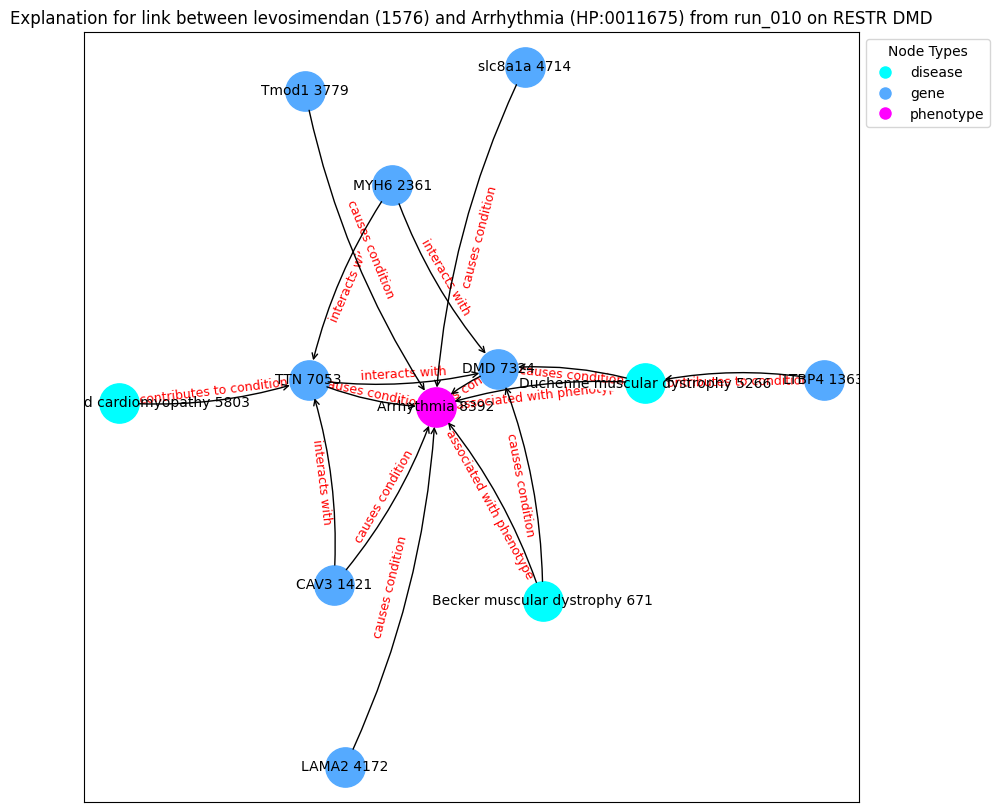 Explanation for link between levosimendan (1576) and Arrhythmia (HP:0011675) from run_010 on RESTR DMD
Node Types
disease
gene
phenotype
slc8a1a 4714
Tmod1 3779
MYH6 2361
causes condition
causes condition
interacts
interacts with
DMD 7324
interacts with
TTN 7053
causes condition
Duchenne muscular dystrophy 5266
contributes to condition
4 1363
d cardiomyopathy 5803
contributes to condition
causes condition
associated with phenotyp
Arrhythmia 8392
interacts with
causes condition
associated with phenotype
causes condition
causes condition
CAV3 1421
Becker muscular dystrophy 671
LAMA2 4172